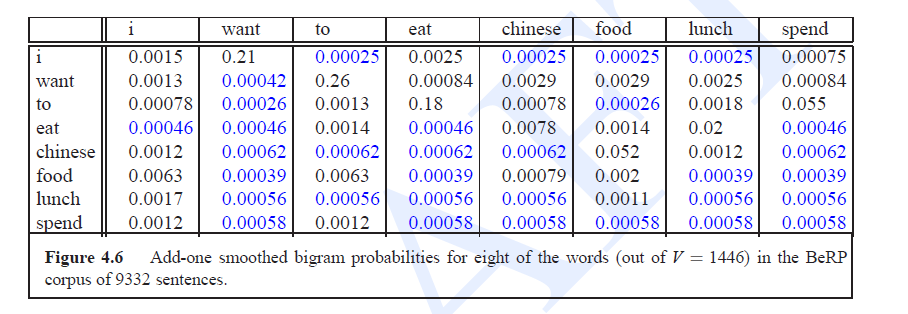 i want to eat chinese food lunch spend
i 0.0015 0.21 0.00025 0.0025 0.00025 0.00025 0.00025 0.00075
want 0.0013 0.00042 0.26 0.00084 0.0029 0.0029 0.0025 0.00084
to 0.00078 0.00026 0.0013 0.18 0.00078 0.00026 0.0018 0.055
eat 0.00046 0.00046 0.0014 0.00046 0.0078 0.0014 0.02 0.00046
chinese 0.0012 0.00062 0.00062 0.00062 0.00062 0.052 0.0012 0.00062
food 0.0063 0.00039 0.0063 0.00039 0.00079 0.002 0.00039 0.00039
lunch 0.0017 0.00056 0.00056 0.00056 0.00056 0.0011 0.00056 0.00056
spend 0.0012 0.00058 0.0012 0.00058 0.00058 0.00058 0.00058 0.00058
Figure 4.6 Add-one smoothed bigram probabilities for eight of the words (out of V = 1446) in the BeRP
corpus of 9332 sentences.